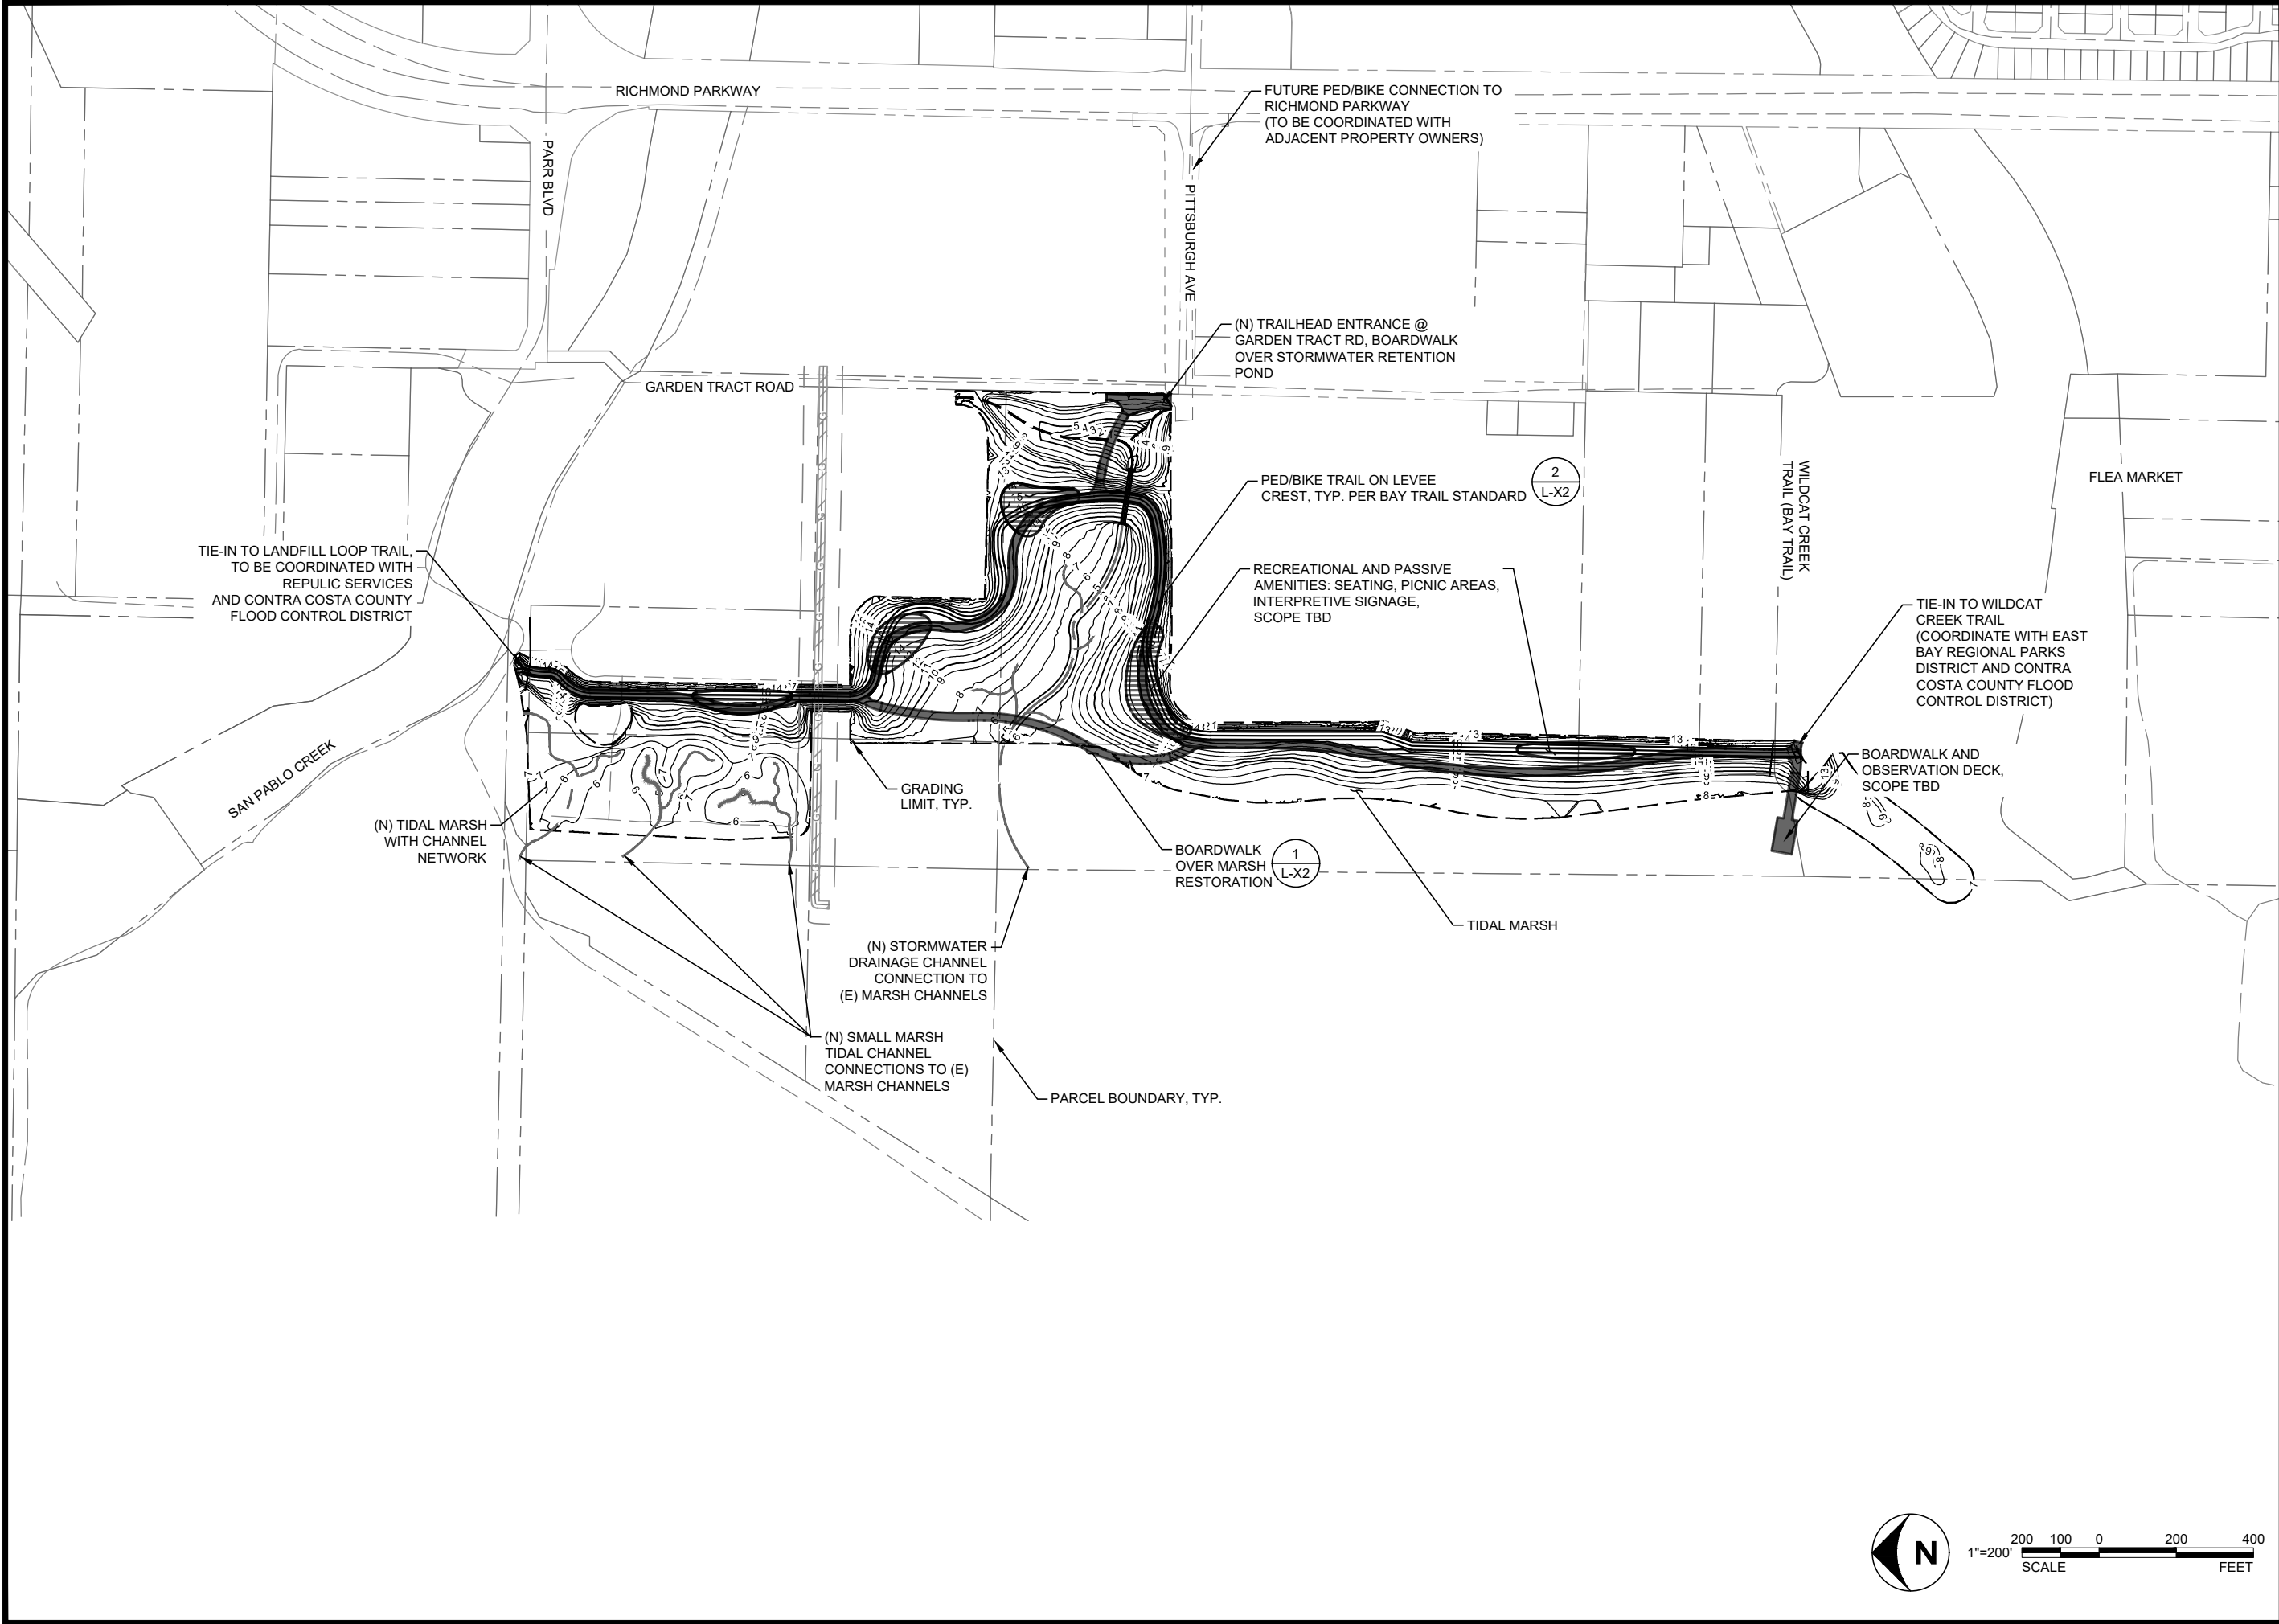 RICHMOND PARKWAY
FUTURE PED/BIKE CONNECTION TO
RICHMOND PARKWAY
(TO BE COORDINATED WITH
ADJACENT PROPERTY OWNERS)
PARR BLVD
PITTSBURGH AVE
(N) TRAILHEAD ENTRANCE @
GARDEN TRACT RD, BOARDWALK
OVER STORMWATER RETENTION
POND
GARDEN TRACT ROAD
PED/BIKE TRAIL ON LEVEE
CREST, TYP. PER BAY TRAIL STANDARD
2
L-X2
WILDCAT CREEK
TRAIL (BAY TRAIL)
FLEA MARKET
TIE-IN TO LANDFILL LOOP TRAIL,
TO BE COORDINATED WITH
REPULIC SERVICES
AND CONTRA COSTA COUNTY
FLOOD CONTROL DISTRICT
RECREATIONAL AND PASSIVE
AMENITIES: SEATING, PICNIC AREAS,
INTERPRETIVE SIGNAGE,
SCOPE TBD
TIE-IN TO WILDCAT
CREEK TRAIL
(COORDINATE WITH EAST
BAY REGIONAL PARKS
DISTRICT AND CONTRA
COSTA COUNTY FLOOD
CONTROL DISTRICT)
BOARDWALK AND
OBSERVATION DECK,
SCOPE TBD
SAN PABLO CREEK
GRADING
LIMIT, TYP.
(N) TIDAL MARSH
WITH CHANNEL
NETWORK
BOARDWALK
OVER MARSH
RESTORATION
1
L-X2
TIDAL MARSH
(N) STORMWATER
DRAINAGE CHANNEL
CONNECTION TO
(E) MARSH CHANNELS
(N) SMALL MARSH
TIDAL CHANNEL
CONNECTIONS TO (E)
MARSH CHANNELS
PARCEL BOUNDARY, TYP.
N
1"=200'
200 100 0 200 400
SCALE FEET